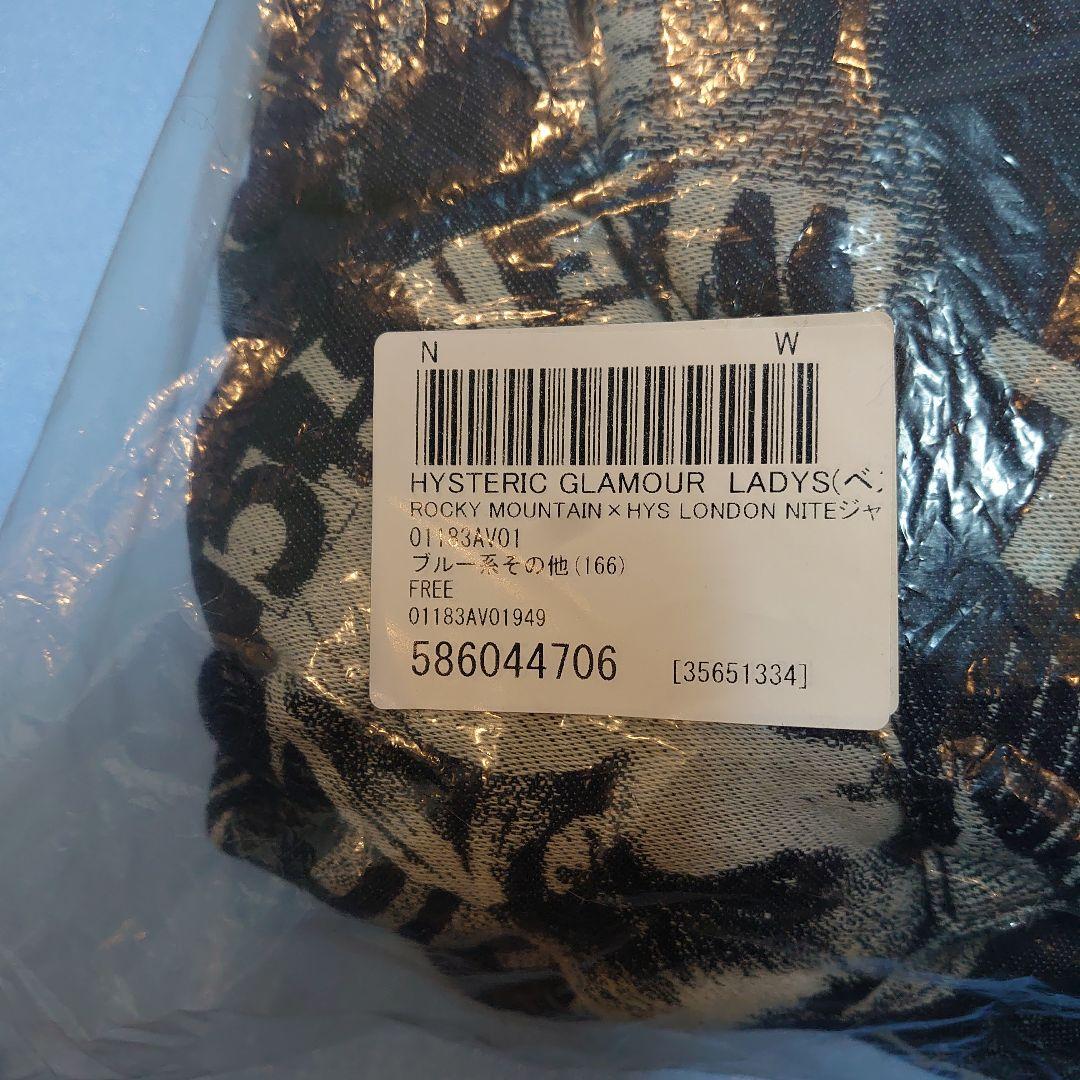 N W
HYSTERIC GLAMOUR LADYS(ベ
ROCKY MOUNTAIN×HYS LONDON NITEジャ
01183AV01
ブルー系その他(166)
FREE
01183AV01949
586044706 [35651334]